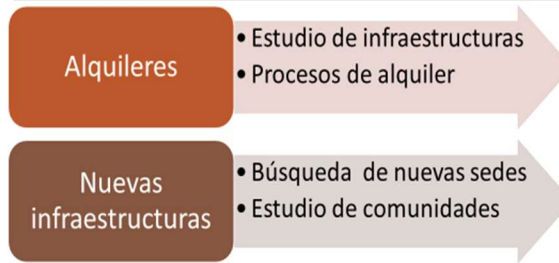 Alquileres
• Estudio de infraestructuras
• Procesos de alquiler
Nuevas
infraestructuras
• Búsqueda de nuevas sedes
• Estudio de comunidades